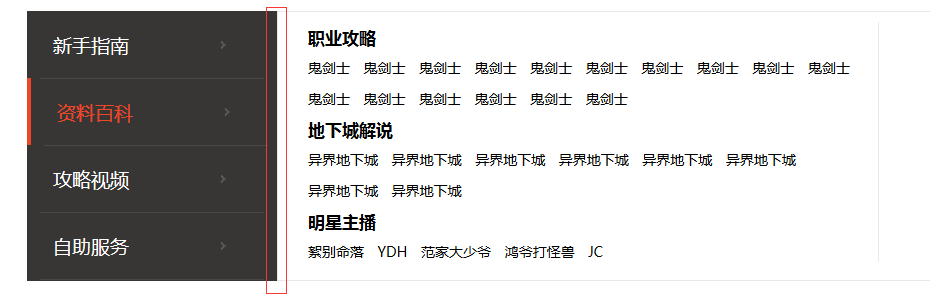 新手指南
资料百科
攻略视频
自助服务
职业攻略
鬼剑士 鬼剑士 鬼剑士 鬼剑士 鬼剑士 鬼剑士 鬼剑士 鬼剑士 鬼剑士 鬼剑士
鬼剑士 鬼剑士 鬼剑士 鬼剑士 鬼剑士 鬼剑士
地下城解说
异界地下城 异界地下城 异界地下城 异界地下城 异界地下城 异界地下城
异界地下城 异界地下城
明星主播
絮别命落 YDH 范家大少爷 鸿爷打怪兽 JC